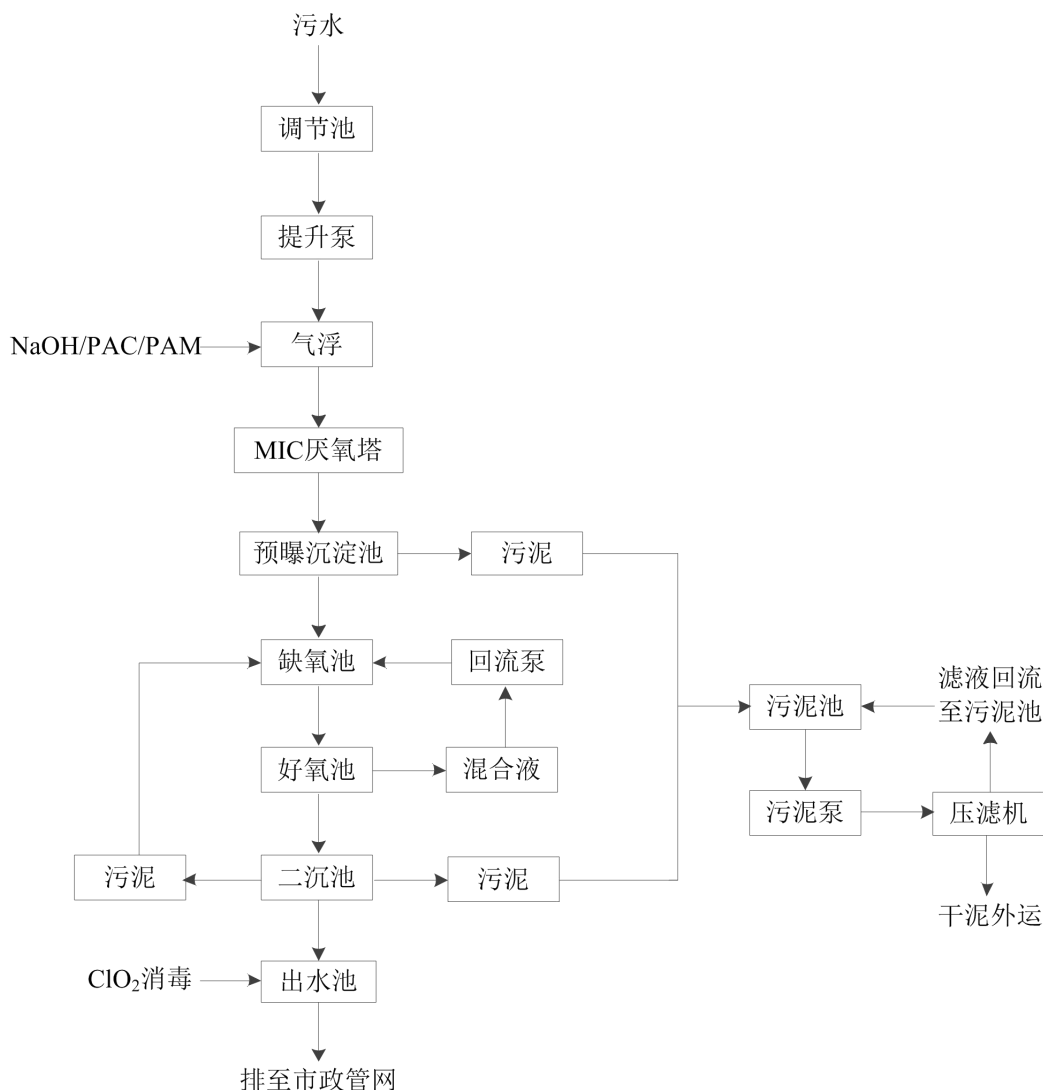 污水
调节池
提升泵
NaOH/PAC/PAM
气浮
MIC厌氧塔
预曝沉淀池
污泥
缺氧池
回流泵
滤液回流
至污泥池
污泥池
好氧池
混合液
污泥泵
压滤机
污泥
二沉池
污泥
干泥外运
ClO₂消毒
出水池
排至市政管网